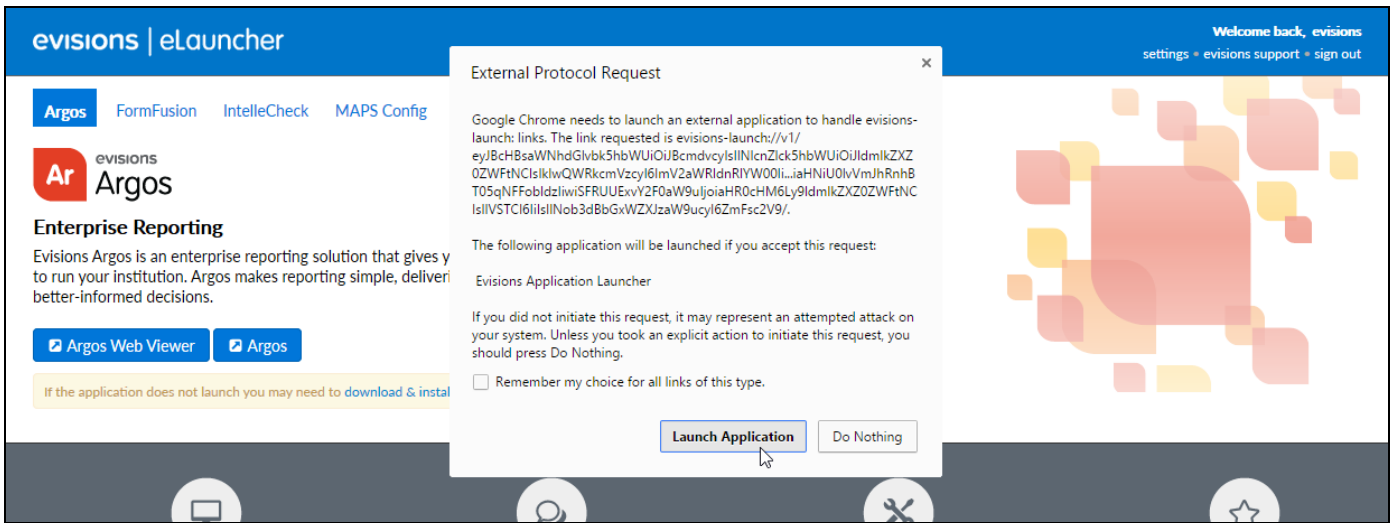 evisions | eLauncher
Welcome back, evisions
settings • evisions support • sign out
Argos
FormFusion
IntelleCheck
MAPS Config
Ar
evisions
Argos
Enterprise Reporting
Evisions Argos is an enterprise reporting solution that gives y
to run your institution. Argos makes reporting simple, deliveri
better-informed decisions.
Argos Web Viewer
Argos
If the application does not launch you may need to download & instal
External Protocol Request
×
Google Chrome needs to launch an external application to handle evisions-
launch: links. The link requested is evisions-launch://v1/
The following application will be launched if you accept this request:
Evisions Application Launcher
If you did not initiate this request, it may represent an attempted attack on
your system. Unless you took an explicit action to initiate this request, you
should press Do Nothing.
Remember my choice for all links of this type.
Launch Application
Do Nothing